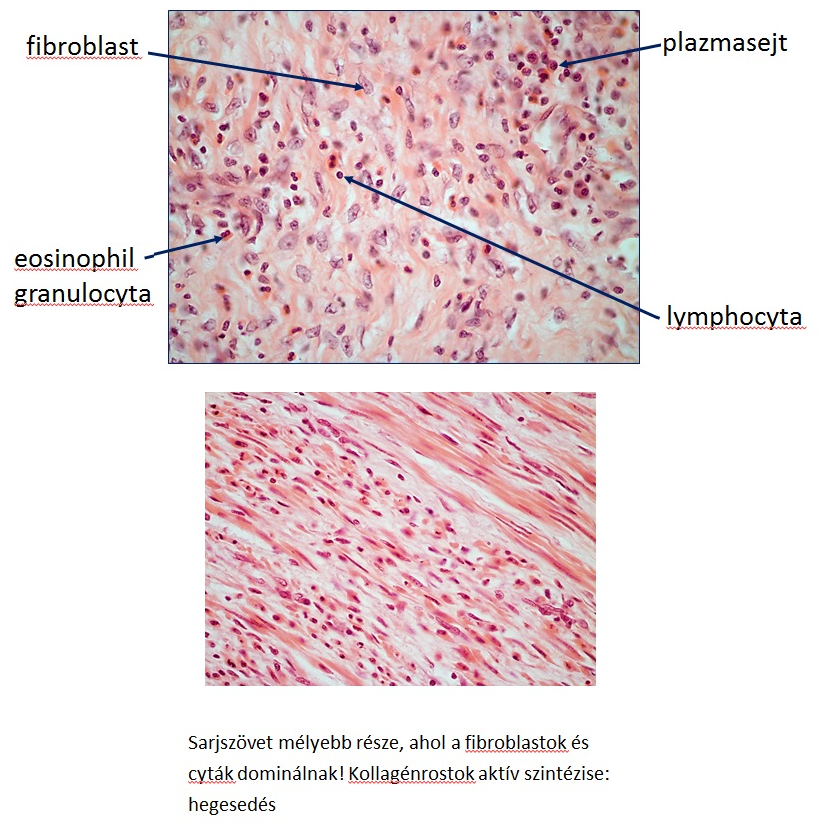 fibroblast
plazmasejt
eosinophil
granulocyta
lymphocyta
Sarjszövet mélyebb része, ahol a fibroblastok és
cyták dominálnak! Kollagénrostok aktív szintézise:
hegesedés